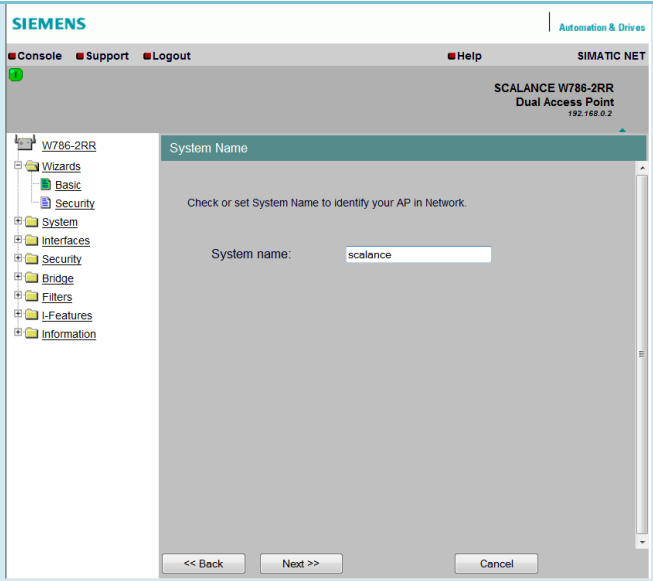 SIEMENS
Automation & Drives
Console Support Logout Help SIMATIC NET
SCALANCE W786-2RR
Dual Access Point
192.168.0.2
W786-2RR
Wizards
Basic
Security
System
Interfaces
Security
Bridge
Filters
I-Features
Information
System Name
Check or set System Name to identify your AP in Network.
System name: scalance
<< Back Next >> Cancel